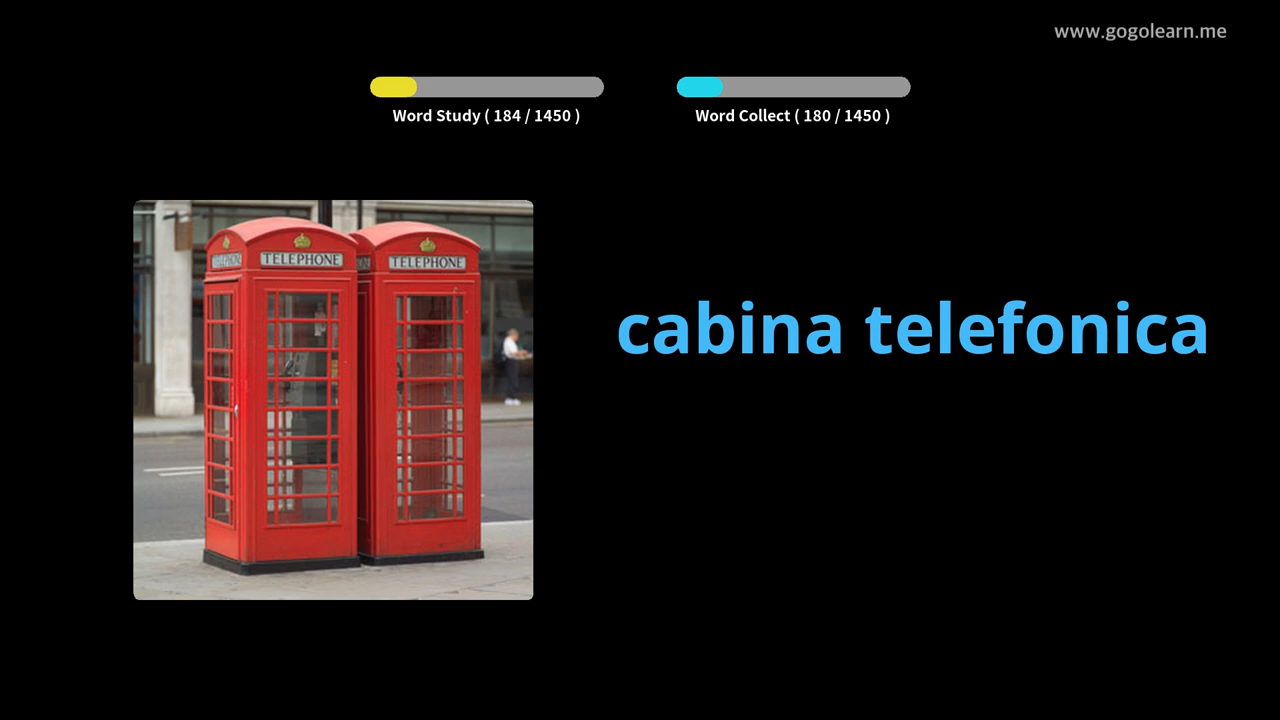 www.gogolearn.me
Word Study ( 184 / 1450 )
Word Collect ( 180 / 1450 )
TELEPHONE
TELEPHONE
cabina telefonica